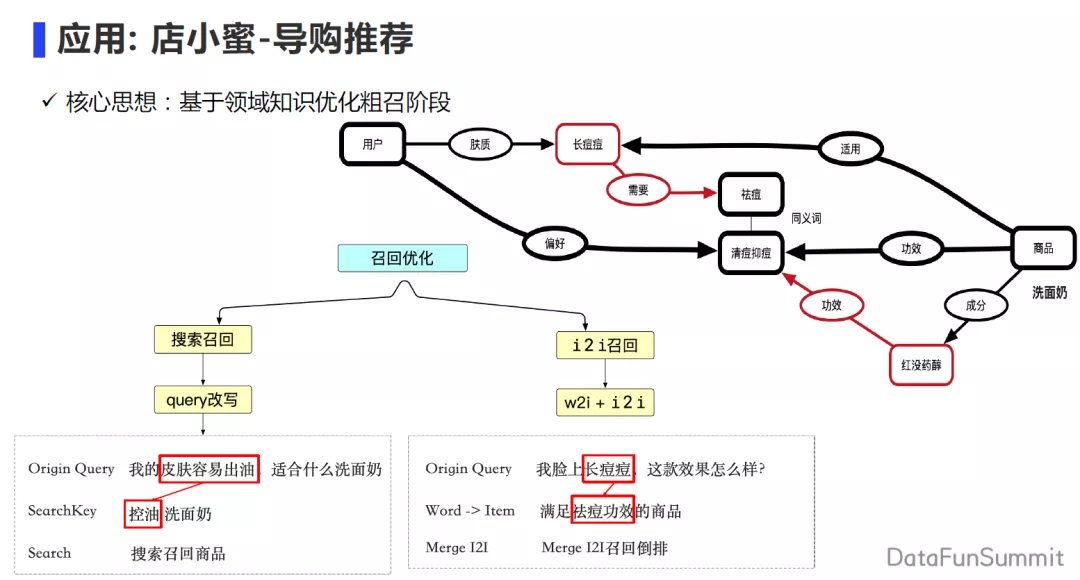 应用: 店小蜜-导购推荐
✓ 核心思想：基于领域知识优化粗召阶段
用户
肤质
长痘痘
适用
需要
祛痘
同义词
偏好
清痘抑痘
功效
商品
洗面奶
功效
成分
红没药醇
召回优化
搜索召回
i2i召回
query改写
w2i + i2i
Origin Query 我的皮肤容易出油，适合什么洗面奶
SearchKey 控油 洗面奶
Search 搜索召回商品
Origin Query 我脸上长痘痘，这款效果怎么样?
Word -> Item 满足祛痘功效的商品
Merge I2I Merge I2I召回倒排
DataFunSummit